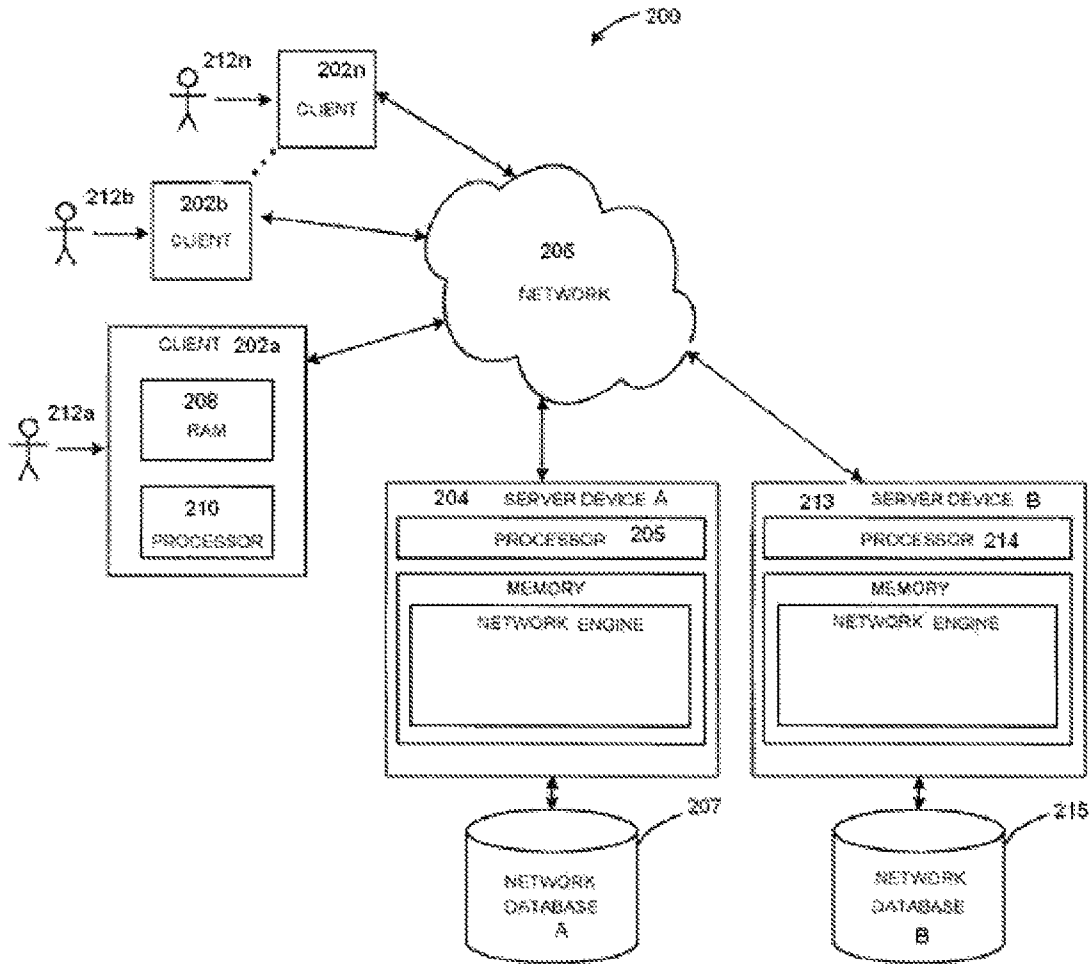 200
212n
202n
CLIENT
212b
202b
CLIENT
206
NETWORK
CLIENT 202a
212a
208
RAM
210
PROCESSOR
204 SERVER DEVICE A
PROCESSOR 205
MEMORY
NETWORK ENGINE
213 SERVER DEVICE B
PROCESSOR 214
MEMORY
NETWORK ENGINE
207
NETWORK
DATABASE
A
215
NETWORK
DATABASE
B